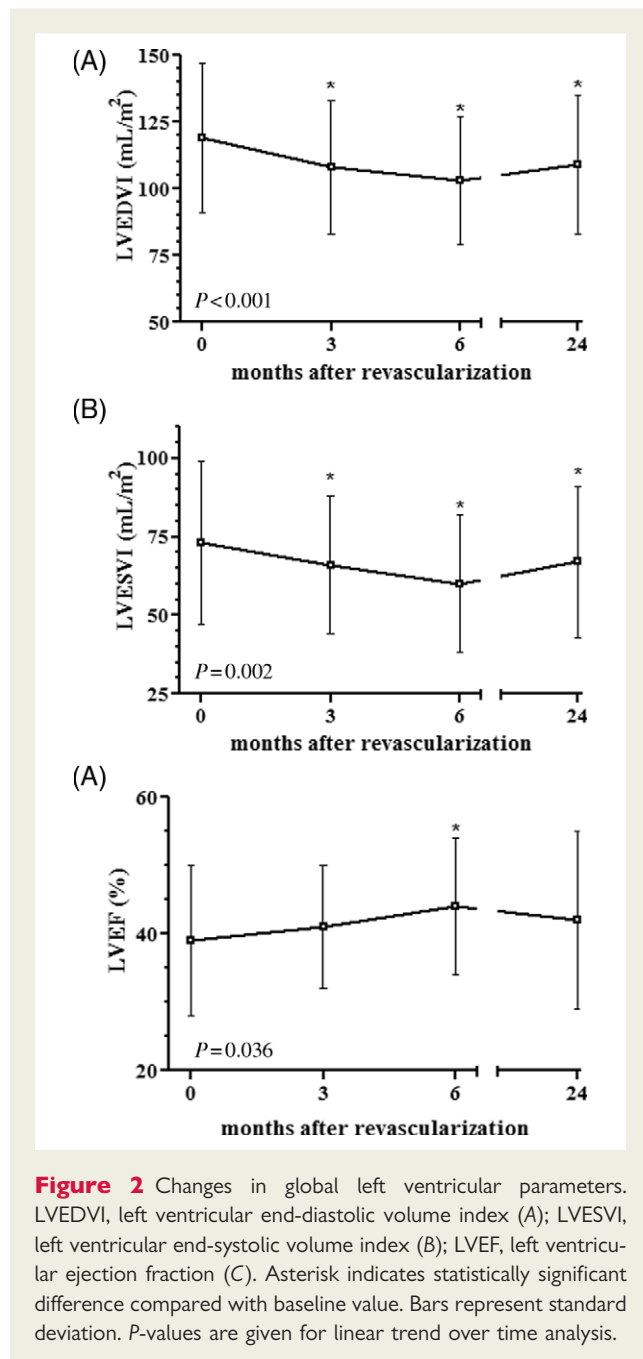 (A)
150
125
100
75
50
LVEDVI (mL/m²)
* * *
P<0.001
0 3 6 24
months after revascularization
(B)
100
75
50
25
LVESVI (mL/m²)
* * *
P=0.002
0 3 6 24
months after revascularization
(A)
60
40
20
LVEF (%)
*
P=0.036
0 3 6 24
months after revascularization
Figure 2 Changes in global left ventricular parameters.
LVEDVI, left ventricular end-diastolic volume index (A); LVESVI,
left ventricular end-systolic volume index (B); LVEF, left ventricu-
lar ejection fraction (C). Asterisk indicates statistically significant
difference compared with baseline value. Bars represent standard
deviation. P-values are given for linear trend over time analysis.